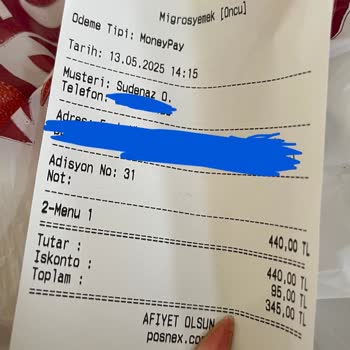 Migrosyemek [Oncu]
Odeme Tipi: MoneyPay
Tarih: 13.05.2025 14:15
Musteri: Sudenaz O.
Telefon:
Adres:
Adisyon No: 31
Not:
2-Menu 1 440,00 TL
Tutar : 440,00 TL
Iskonto : 95,00 TL
Toplam : 345,00 TL
AFIYET OLSUN
posnex.com